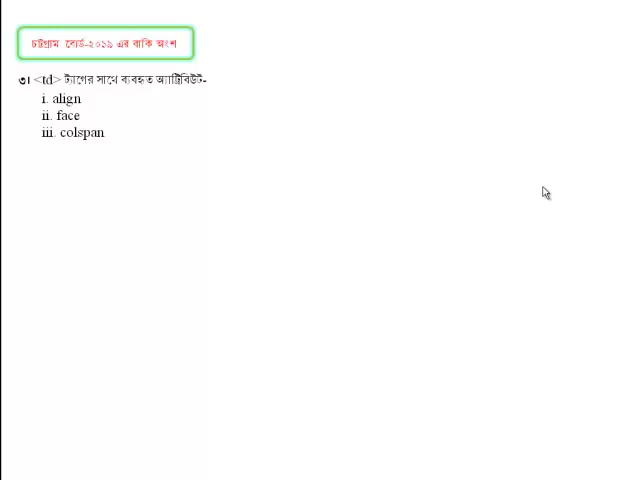 চট্টগ্রাম বোর্ড-২০১৯ এর বাকি অংশ
৩। <td> ট্যাগের সাথে ব্যবহৃত অ্যাট্রিবিউট-
i. align
ii. face
iii. colspan